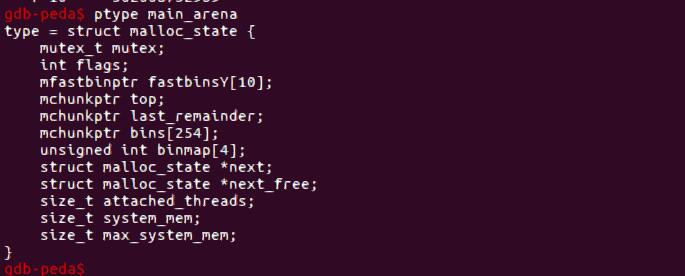 gdb-peda$ ptype main_arena
type = struct malloc_state {
    mutex_t mutex;
    int flags;
    mfastbinptr fastbinsY[10];
    mchunkptr top;
    mchunkptr last_remainder;
    mchunkptr bins[254];
    unsigned int binmap[4];
    struct malloc_state *next;
    struct malloc_state *next_free;
    size_t attached_threads;
    size_t system_mem;
    size_t max_system_mem;
}
gdb-peda$